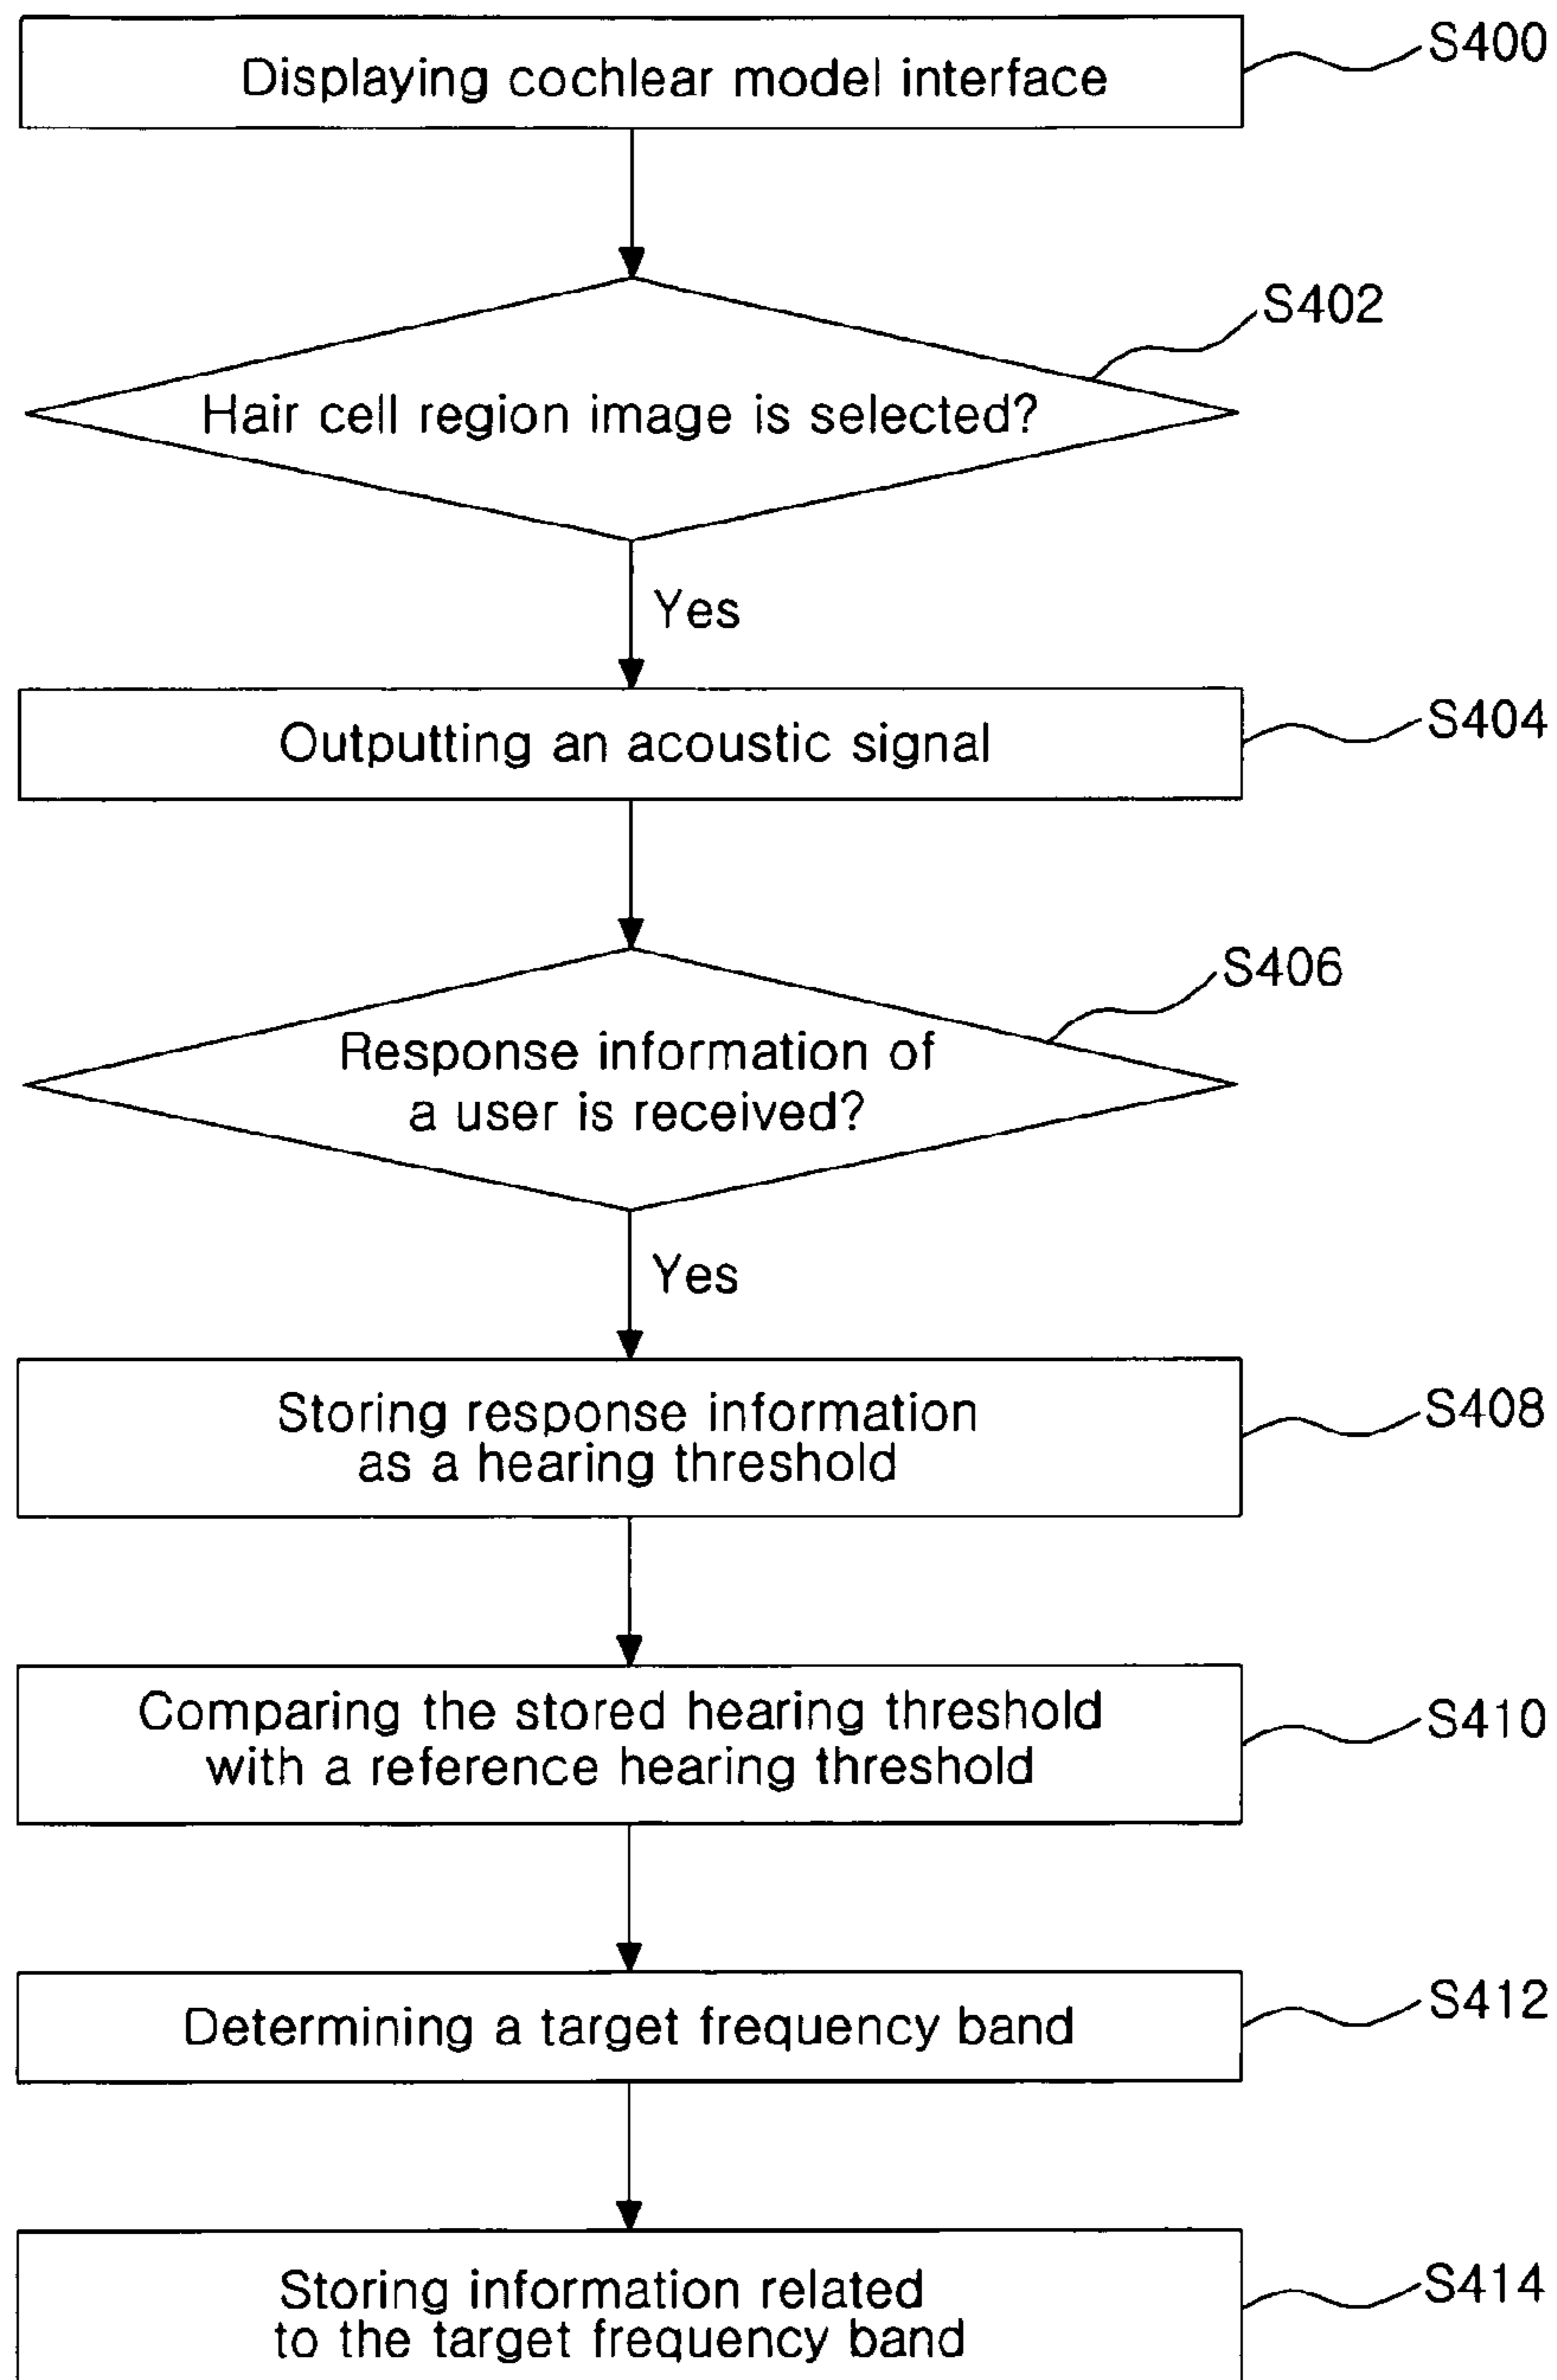 Displaying cochlear model interface
S400
Hair cell region image is selected?
S402
Yes
Outputting an acoustic signal
S404
Response information of
a user is received?
S406
Yes
Storing response information
as a hearing threshold
S408
Comparing the stored hearing threshold
with a reference hearing threshold
S410
Determining a target frequency band
S412
Storing information related
to the target frequency band
S414